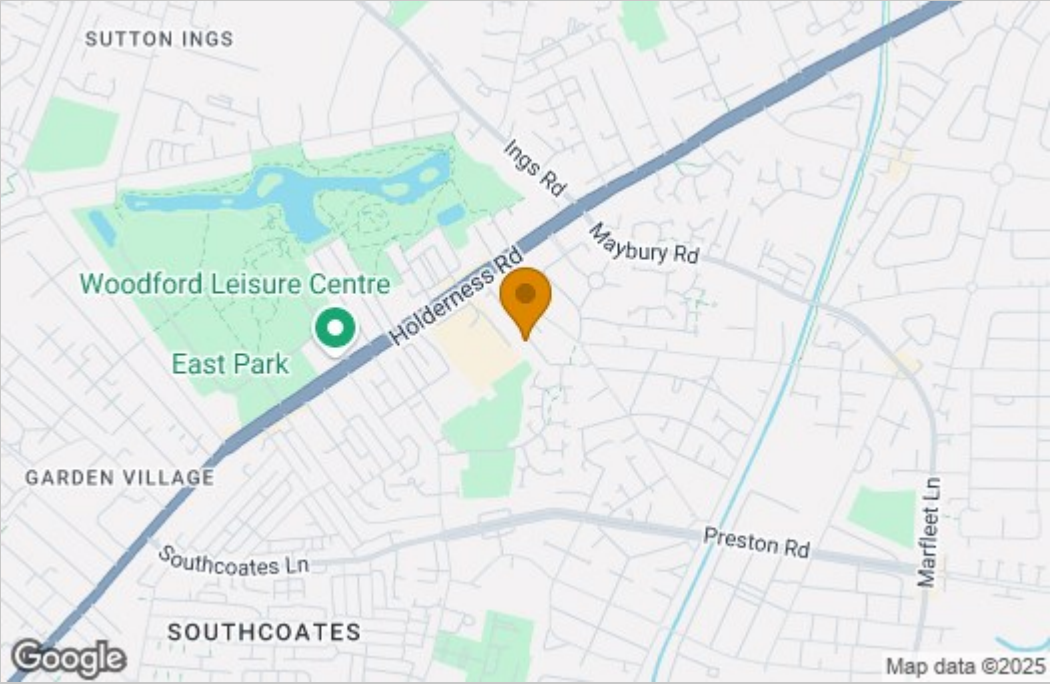 SUTTON INGS
Ings Rd
Maybury Rd
Holderness Rd
Woodford Leisure Centre
East Park
GARDEN VILLAGE
Marfleet Ln
Preston Rd
Southcoates Ln
SOUTHCOATES
Google
Map data ©2025